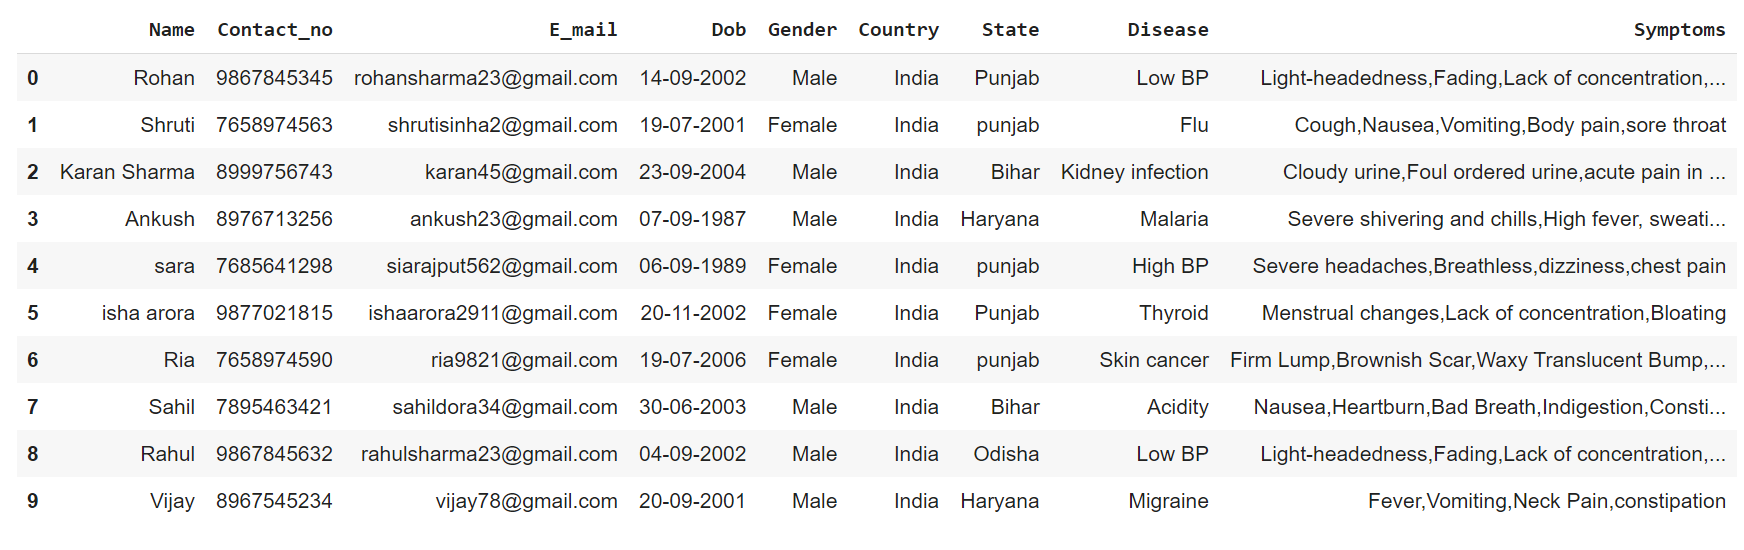 Name Contact_no E_mail Dob Gender Country State Disease Symptoms
0 Rohan 9867845345 rohansharma23@gmail.com 14-09-2002 Male India Punjab Low BP Light-headedness,Fading,Lack of concentration,...
1 Shruti 7658974563 shrutisinha2@gmail.com 19-07-2001 Female India punjab Flu Cough,Nausea,Vomiting,Body pain,sore throat
2 Karan Sharma 8999756743 karan45@gmail.com 23-09-2004 Male India Bihar Kidney infection Cloudy urine,Foul ordered urine,acute pain in ...
3 Ankush 8976713256 ankush23@gmail.com 07-09-1987 Male India Haryana Malaria Severe shivering and chills,High fever, sweati...
4 sara 7685641298 siarajput562@gmail.com 06-09-1989 Female India punjab High BP Severe headaches,Breathless,dizziness,chest pain
5 isha arora 9877021815 ishaarora2911@gmail.com 20-11-2002 Female India Punjab Thyroid Menstrual changes,Lack of concentration,Bloating
6 Ria 7658974590 ria9821@gmail.com 19-07-2006 Female India punjab Skin cancer Firm Lump,Brownish Scar,Waxy Translucent Bump,...
7 Sahil 7895463421 sahildora34@gmail.com 30-06-2003 Male India Bihar Acidity Nausea,Heartburn,Bad Breath,Indigestion,Consti...
8 Rahul 9867845632 rahulsharma23@gmail.com 04-09-2002 Male India Odisha Low BP Light-headedness,Fading,Lack of concentration,...
9 Vijay 8967545234 vijay78@gmail.com 20-09-2001 Male India Haryana Migraine Fever,Vomiting,Neck Pain,constipation